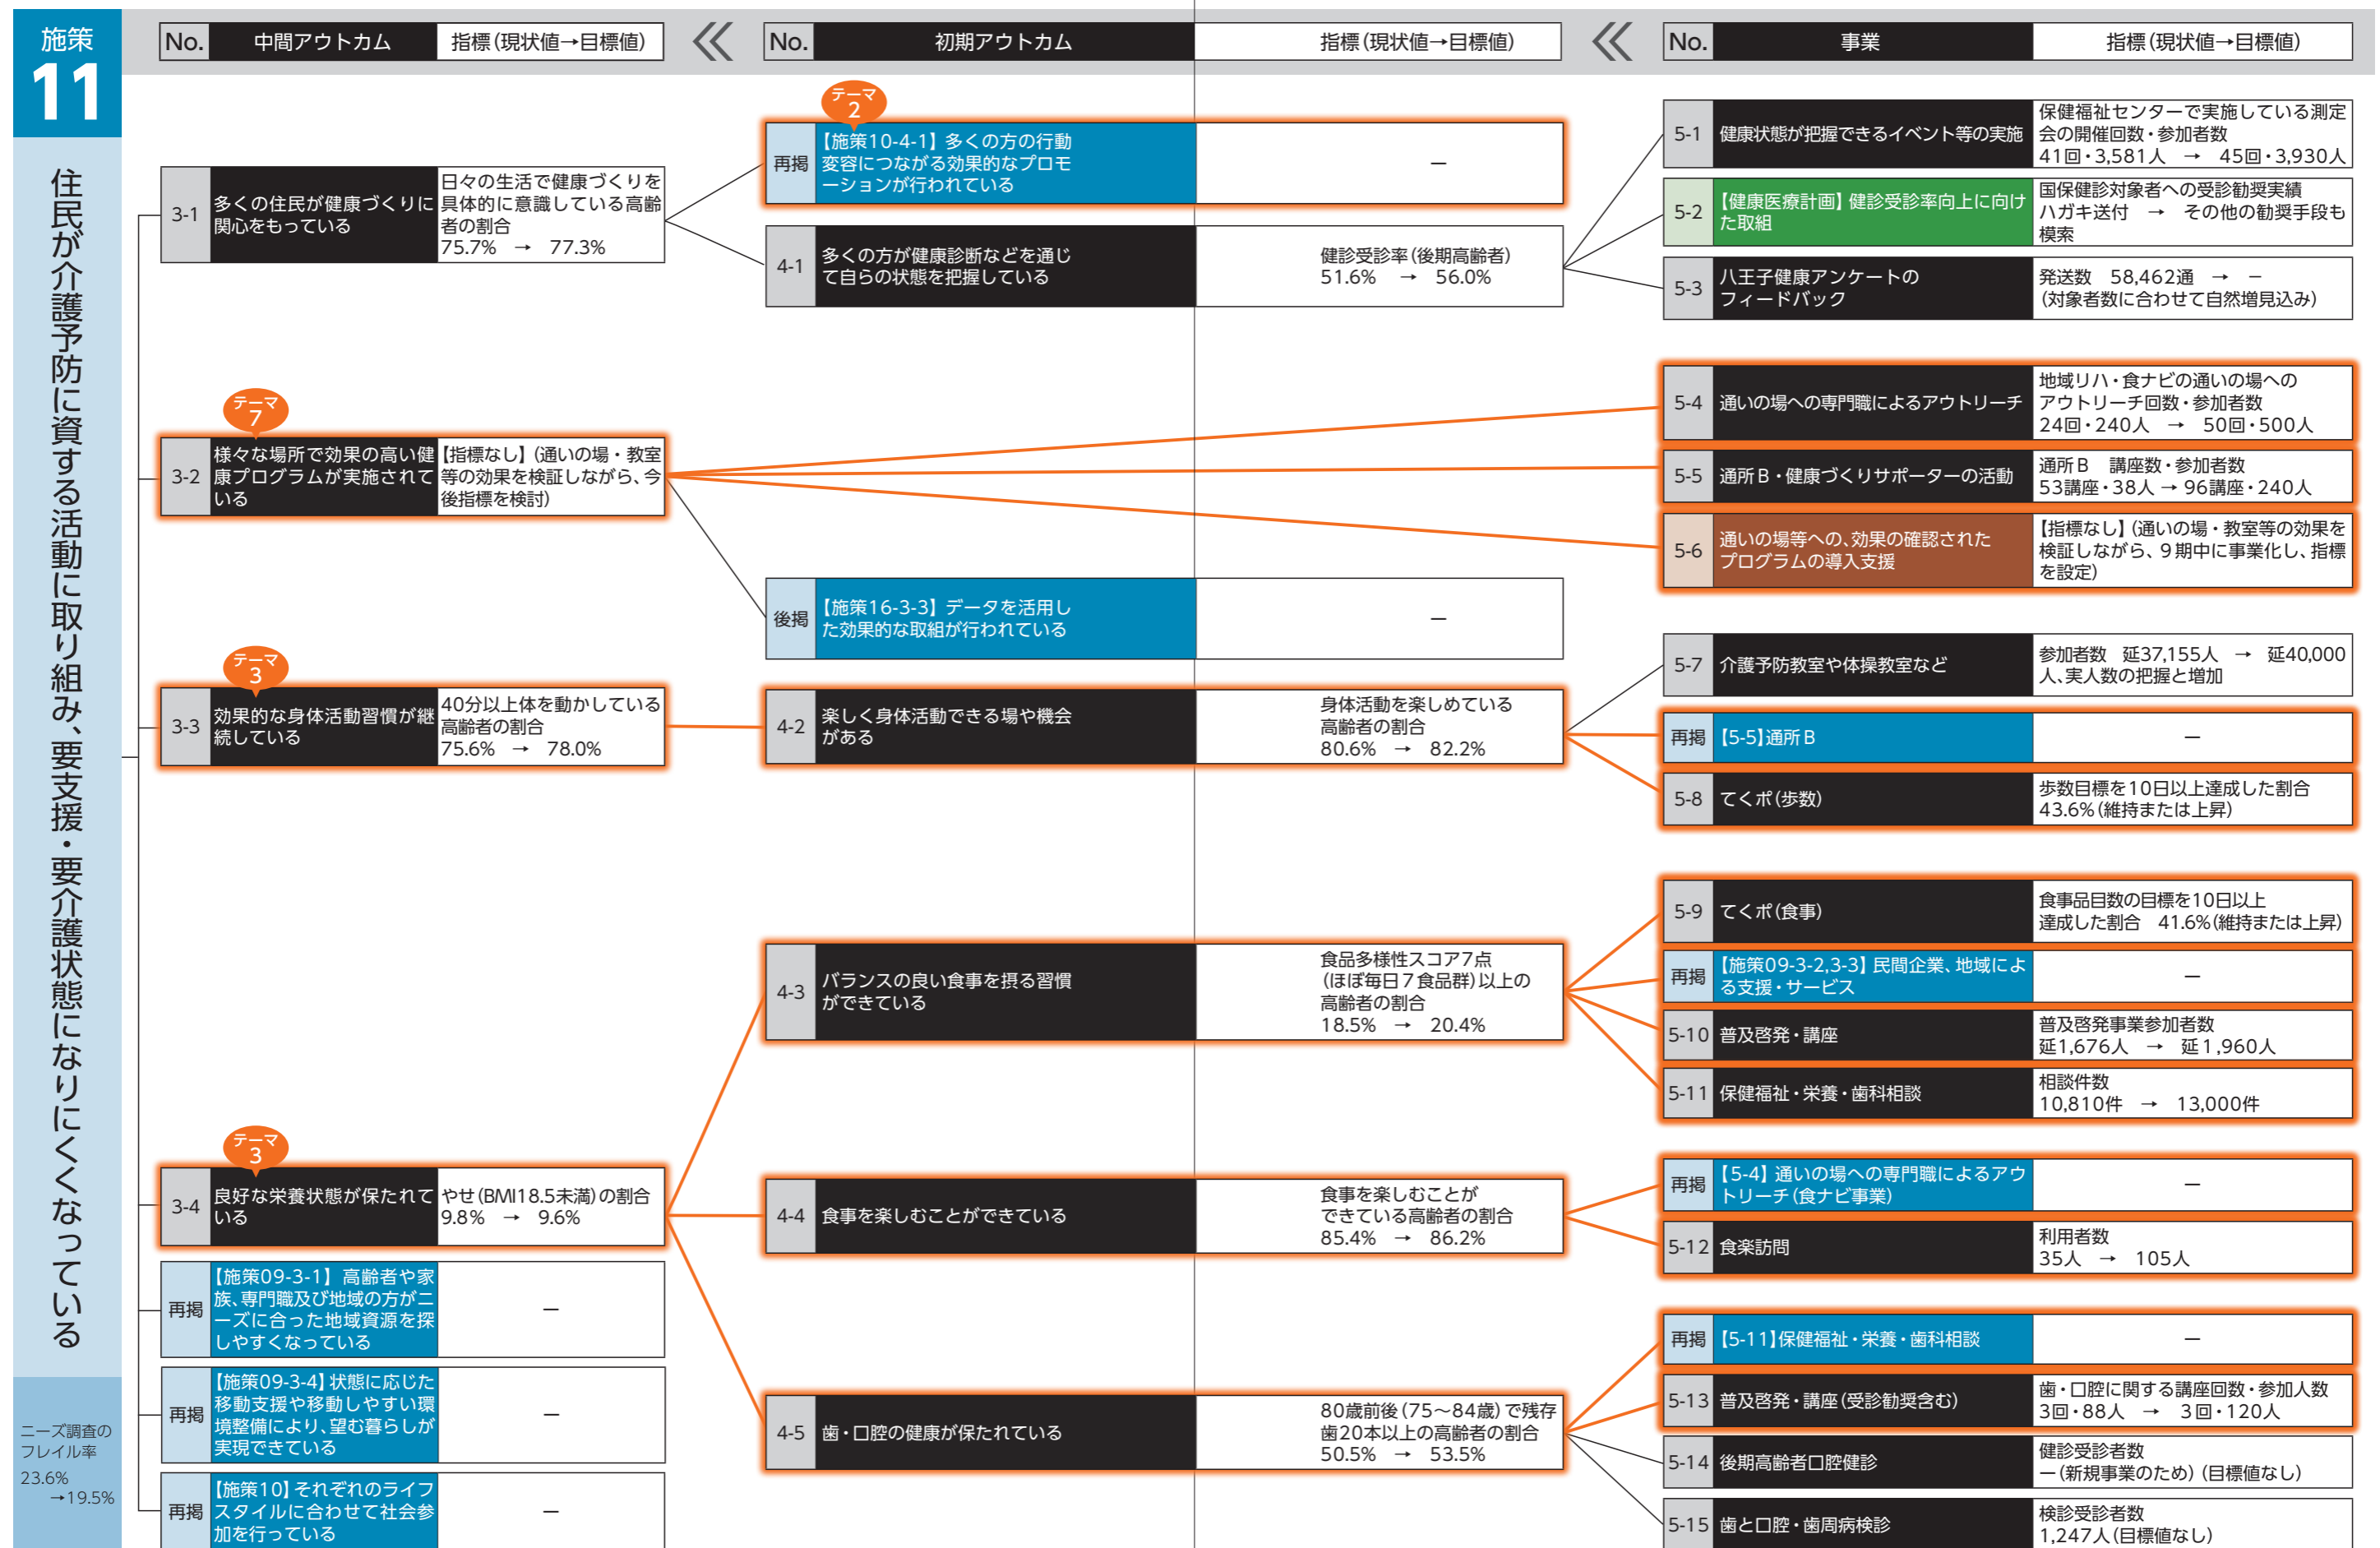 施策
11
住民が介護予防に資する活動に取り組み、要支援・要介護状態になりにくくなっている
ニーズ調査の
フレイル率
23.6%
→19.5%
No.
中間アウトカム
指標（現状値→目標値）
No.
初期アウトカム
指標（現状値→目標値）
No.
事業
指標（現状値→目標値）
3-1
多くの住民が健康づくりに
関心をもっている
日々の生活で健康づくりを
具体的に意識している高齢
者の割合
75.7% → 77.3%
テーマ
2
再掲
【施策10-4-1】多くの方の行動
変容につながる効果的なプロモ
ーションが行われている
－
4-1
多くの方が健康診断などを通じ
て自らの状態を把握している
健診受診率（後期高齢者）
51.6% → 56.0%
5-1
健康状態が把握できるイベント等の実施
保健福祉センターで実施している測定
会の開催回数・参加者数
41回・3,581人 → 45回・3,930人
5-2
【健康医療計画】健診受診率向上に向け
た取組
国保健診対象者への受診勧奨実績
ハガキ送付 → その他の勧奨手段も
模索
5-3
八王子健康アンケートの
フィードバック
発送数 58,462通 → －
（対象者数に合わせて自然増見込み）
テーマ
7
3-2
様々な場所で効果の高い健
康プログラムが実施されて
いる
【指標なし】（通いの場・教室
等の効果を検証しながら、今
後指標を検討）
後掲
【施策16-3-3】データを活用し
た効果的な取組が行われている
－
5-4
通いの場への専門職によるアウトリーチ
地域リハ・食ナビの通いの場への
アウトリーチ回数・参加者数
24回・240人 → 50回・500人
5-5
通所Ｂ・健康づくりサポーターの活動
通所Ｂ 講座数・参加者数
53講座・38人 → 96講座・240人
5-6
通いの場等への、効果の確認された
プログラムの導入支援
【指標なし】（通いの場・教室等の効果を
検証しながら、９期中に事業化し、指標
を設定）
テーマ
3
3-3
効果的な身体活動習慣が継
続している
40分以上体を動かしている
高齢者の割合
75.6% → 78.0%
4-2
楽しく身体活動できる場や機会
がある
身体活動を楽しめている
高齢者の割合
80.6% → 82.2%
5-7
介護予防教室や体操教室など
参加者数 延37,155人 → 延40,000
人、実人数の把握と増加
再掲
【5-5】通所Ｂ
－
5-8
てくポ（歩数）
歩数目標を10日以上達成した割合
43.6%（維持または上昇）
テーマ
3
3-4
良好な栄養状態が保たれて
いる
やせ（BMI18.5未満）の割合
9.8% → 9.6%
4-3
バランスの良い食事を摂る習慣
ができている
食品多様性スコア7点
（ほぼ毎日７食品群）以上の
高齢者の割合
18.5% → 20.4%
5-9
てくポ（食事）
食事品目数の目標を10日以上
達成した割合 41.6%（維持または上昇）
再掲
【施策09-3-2,3-3】民間企業、地域によ
る支援・サービス
－
5-10
普及啓発・講座
普及啓発事業参加者数
延1,676人 → 延1,960人
5-11
保健福祉・栄養・歯科相談
相談件数
10,810件 → 13,000件
4-4
食事を楽しむことができている
食事を楽しむことが
できている高齢者の割合
85.4% → 86.2%
再掲
【5-4】通いの場への専門職によるアウ
トリーチ（食ナビ事業）
－
5-12
食楽訪問
利用者数
35人 → 105人
4-5
歯・口腔の健康が保たれている
80歳前後（75～84歳）で残存
歯20本以上の高齢者の割合
50.5% → 53.5%
再掲
【5-11】保健福祉・栄養・歯科相談
－
5-13
普及啓発・講座（受診勧奨含む）
歯・口腔に関する講座回数・参加人数
3回・88人 → 3回・120人
5-14
後期高齢者口腔健診
健診受診者数
－（新規事業のため）（目標値なし）
5-15
歯と口腔・歯周病検診
検診受診者数
1,247人（目標値なし）
再掲
【施策09-3-1】高齢者や家
族、専門職及び地域の方がニ
ーズに合った地域資源を探
しやすくなっている
－
再掲
【施策09-3-4】状態に応じた
移動支援や移動しやすい環
境整備により、望む暮らしが
実現できている
－
再掲
【施策10】それぞれのライフ
スタイルに合わせて社会参
加を行っている
－